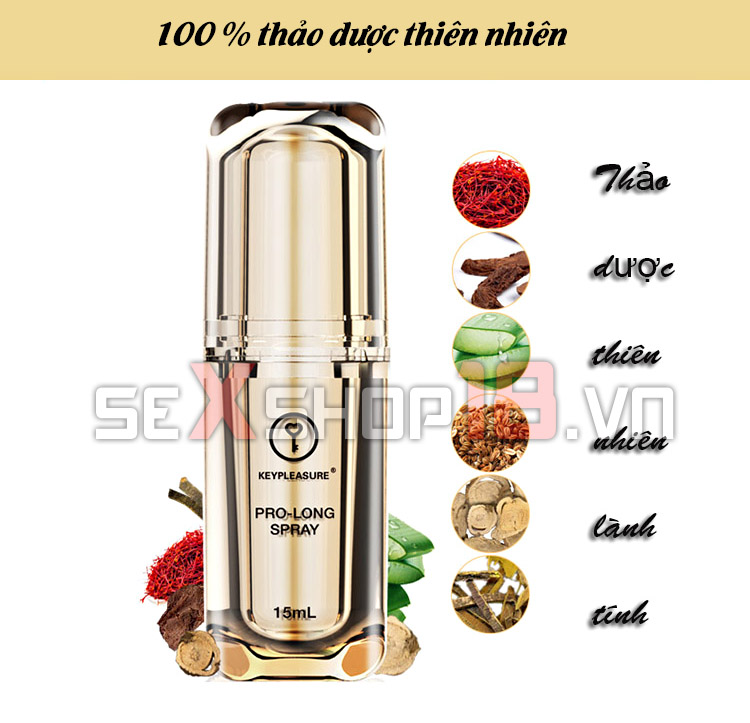 100 % thảo dược thiên nhiên
Thảo
dược
thiên
seXshop18.vn
KEYPLEASURE®
nhiên
PRO-LONG
SPRAY
lành
15mL
tính